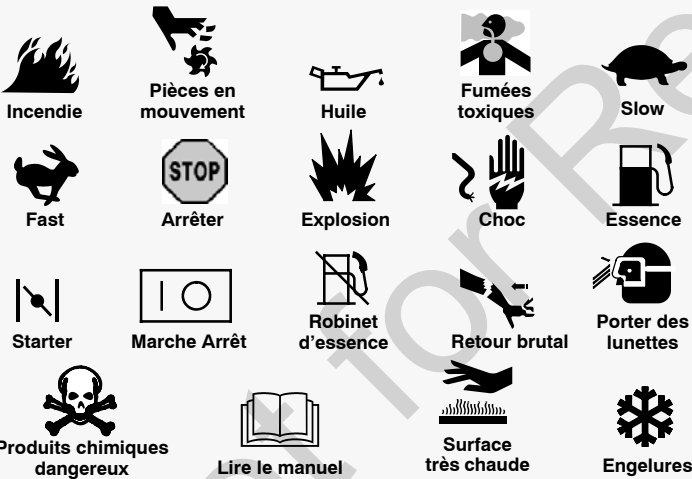 Incendie
Pièces en
mouvement
Huile
Fumées
toxiques
Slow
Fast
STOP
Arrêter
Explosion
Choc
Essence
Starter
Marche Arrêt
Robinet
d'essence
Retour brutal
Porter des
lunettes
Produits chimiques
dangereux
Lire le manuel
Surface
très chaude
Engelures